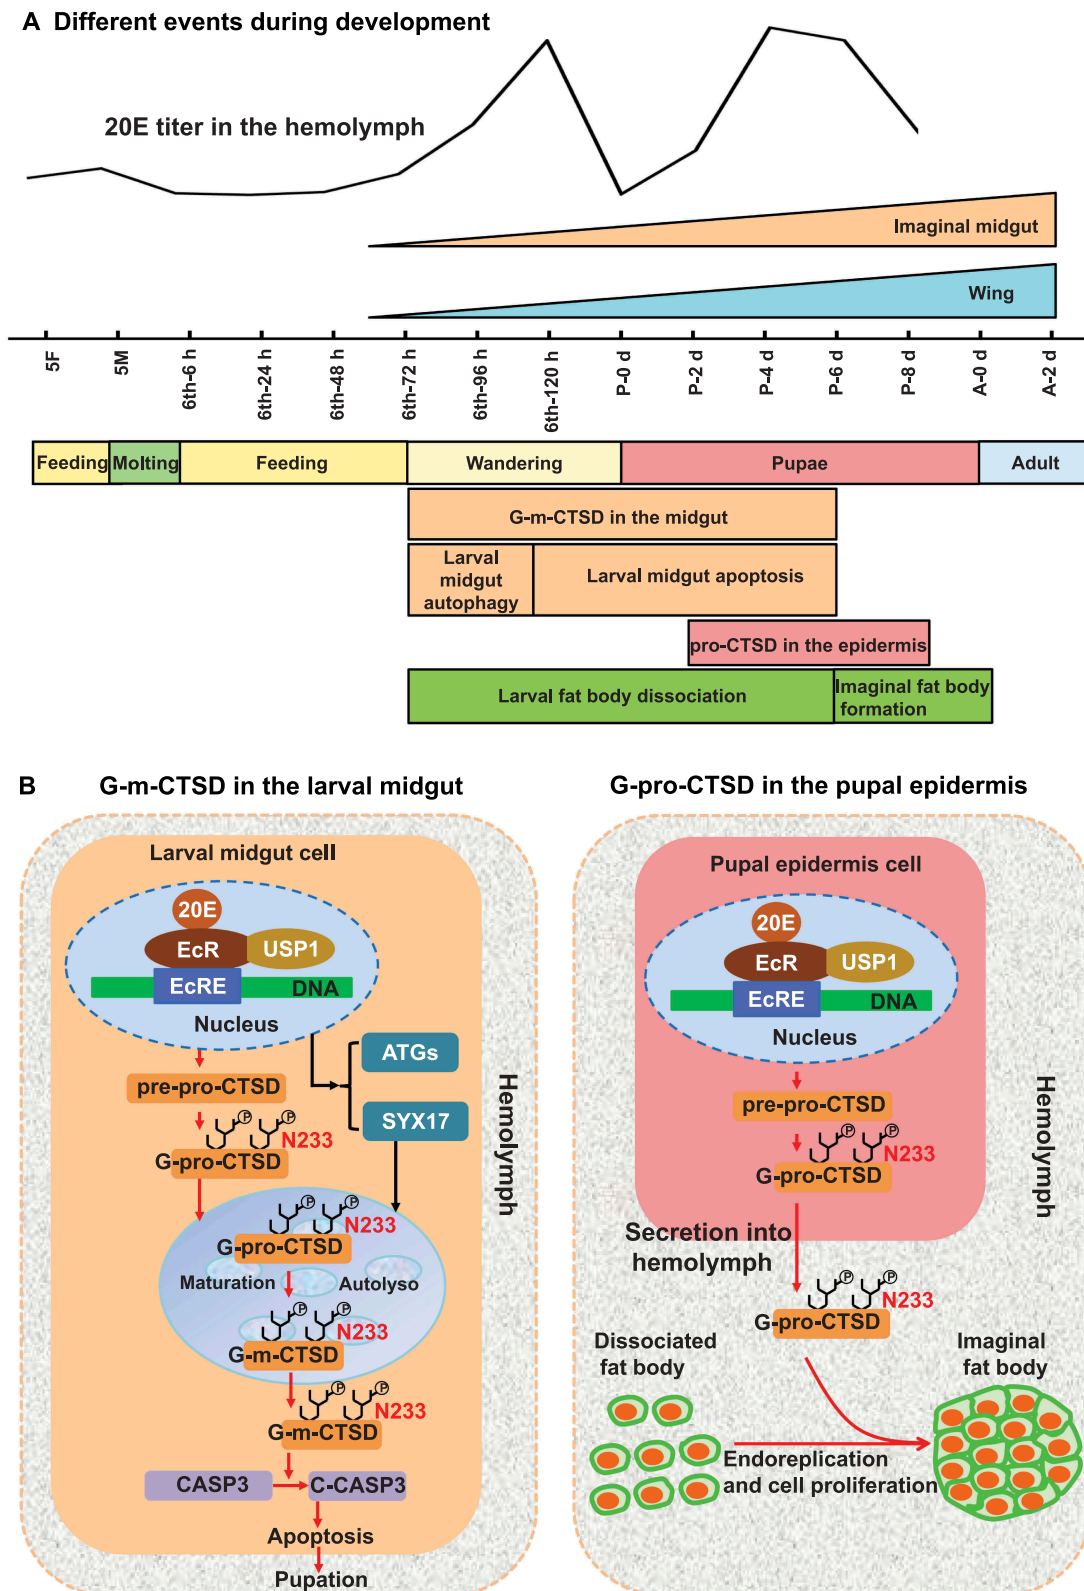 A Different events during development
20E titer in the hemolymph
Imaginal midgut
Wing
5F
5M
6th-6 h
6th-24 h
6th-48 h
6th-72 h
6th-96 h
6th-120 h
P-0 d
P-2 d
P-4 d
P-6 d
P-8 d
A-0 d
A-2 d
Feeding
Molting
Feeding
Wandering
Pupae
Adult
G-m-CTSD in the midgut
Larval
midgut
autophagy
Larval midgut apoptosis
pro-CTSD in the epidermis
Larval fat body dissociation
Imaginal fat body
formation
B
G-m-CTSD in the larval midgut
Larval midgut cell
20E
EcR
USP1
EcRE
DNA
Nucleus
ATGs
pre-pro-CTSD
SYX17
P
P
N233
G-pro-CTSD
P
P
N233
G-pro-CTSD
Maturation
Autolyso
P
P
N233
G-m-CTSD
P
P
N233
G-m-CTSD
CASP3
C-CASP3
Apoptosis
Pupation
Hemolymph
G-pro-CTSD in the pupal epidermis
Pupal epidermis cell
20E
EcR
USP1
EcRE
DNA
Nucleus
pre-pro-CTSD
P
P
N233
G-pro-CTSD
Hemolymph
Secretion into
hemolymph
P
P
N233
G-pro-CTSD
Dissociated
fat body
Imaginal
fat body
Endoreplication
and cell proliferation